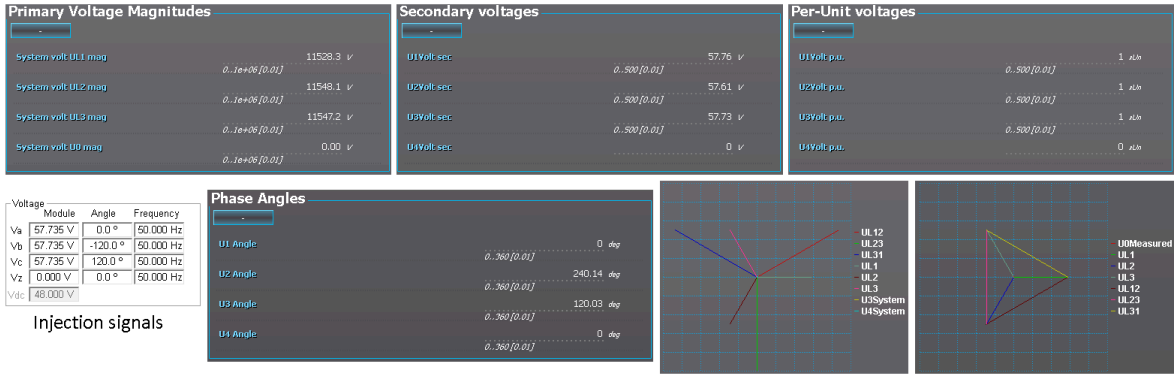 Primary Voltage Magnitudes
-
System volt UL1 mag 11528.3 V
0..1e+06 [0.01]
System volt UL2 mag 11548.1 V
0..1e+06 [0.01]
System volt UL3 mag 11547.2 V
0..1e+06 [0.01]
System volt U0 mag 0.00 V
0..1e+06 [0.01]
Secondary voltages
-
U1Volt sec 57.76 V
0..500 [0.01]
U2Volt sec 57.61 V
0..500 [0.01]
U3Volt sec 57.73 V
0..500 [0.01]
U4Volt sec 0 V
Per-Unit voltages
-
U1Volt p.u. 1 xUn
0..500 [0.01]
U2Volt p.u. 1 xUn
0..500 [0.01]
U3Volt p.u. 1 xUn
0..500 [0.01]
U4Volt p.u. 0 xUn
Voltage
Module Angle Frequency
Va 57.735 V 0.0 º 50.000 Hz
Vb 57.735 V -120.0 º 50.000 Hz
Vc 57.735 V 120.0 º 50.000 Hz
Vz 0.000 V 0.0 º 50.000 Hz
Vdc 48.000 V
Injection signals
Phase Angles
-
U1 Angle 0 deg
0..360 [0.01]
U2 Angle 240.14 deg
0..360 [0.01]
U3 Angle 120.03 deg
0..360 [0.01]
U4 Angle 0 deg
0..360 [0.01]
UL12
UL23
UL31
UL1
UL2
UL3
U3System
U4System
U0Measured
UL1
UL2
UL3
UL12
UL23
UL31